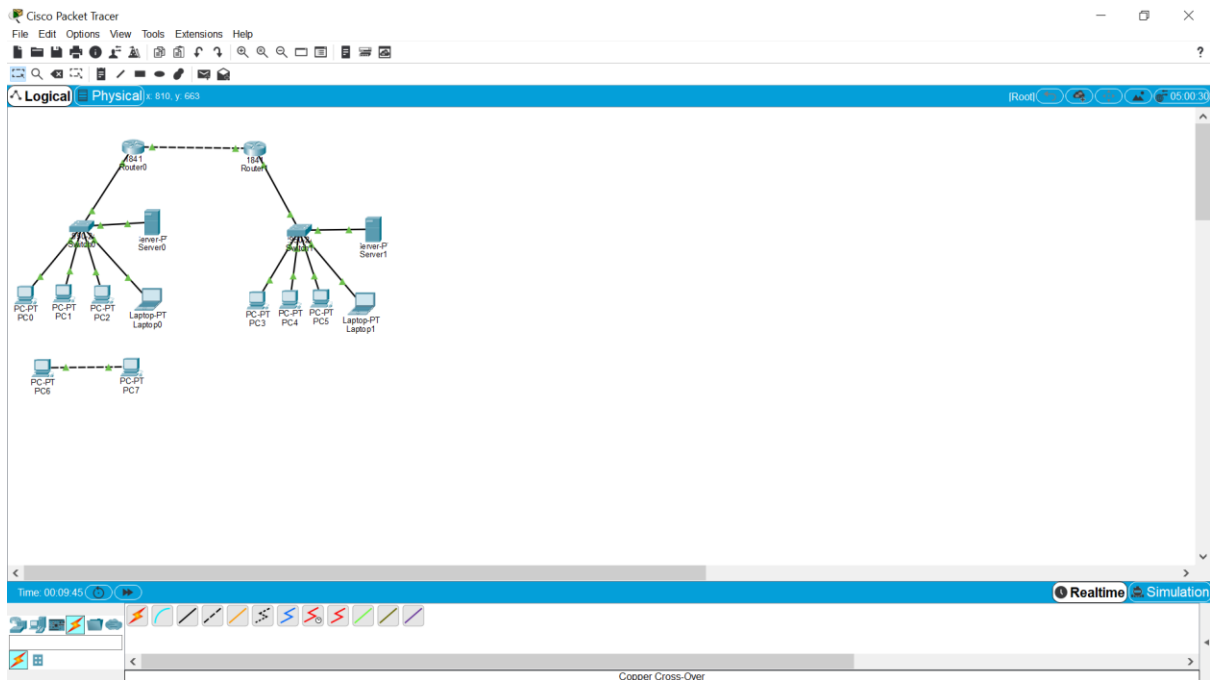 Cisco Packet Tracer
File Edit Options View Tools Extensions Help
?
Logical Physical x: 810, y: 663 [Root] 05:00:30
1841
Router0
1841
Router1
Server0
Server1
Switch0
Switch1
PC-PT
PC0
PC-PT
PC1
PC-PT
PC2
Laptop-PT
Laptop0
PC-PT
PC3
PC-PT
PC4
PC-PT
PC5
Laptop-PT
Laptop1
PC-PT
PC6
PC-PT
PC7
Time: 00:09:45 Realtime Simulation
Copper Cross-Over